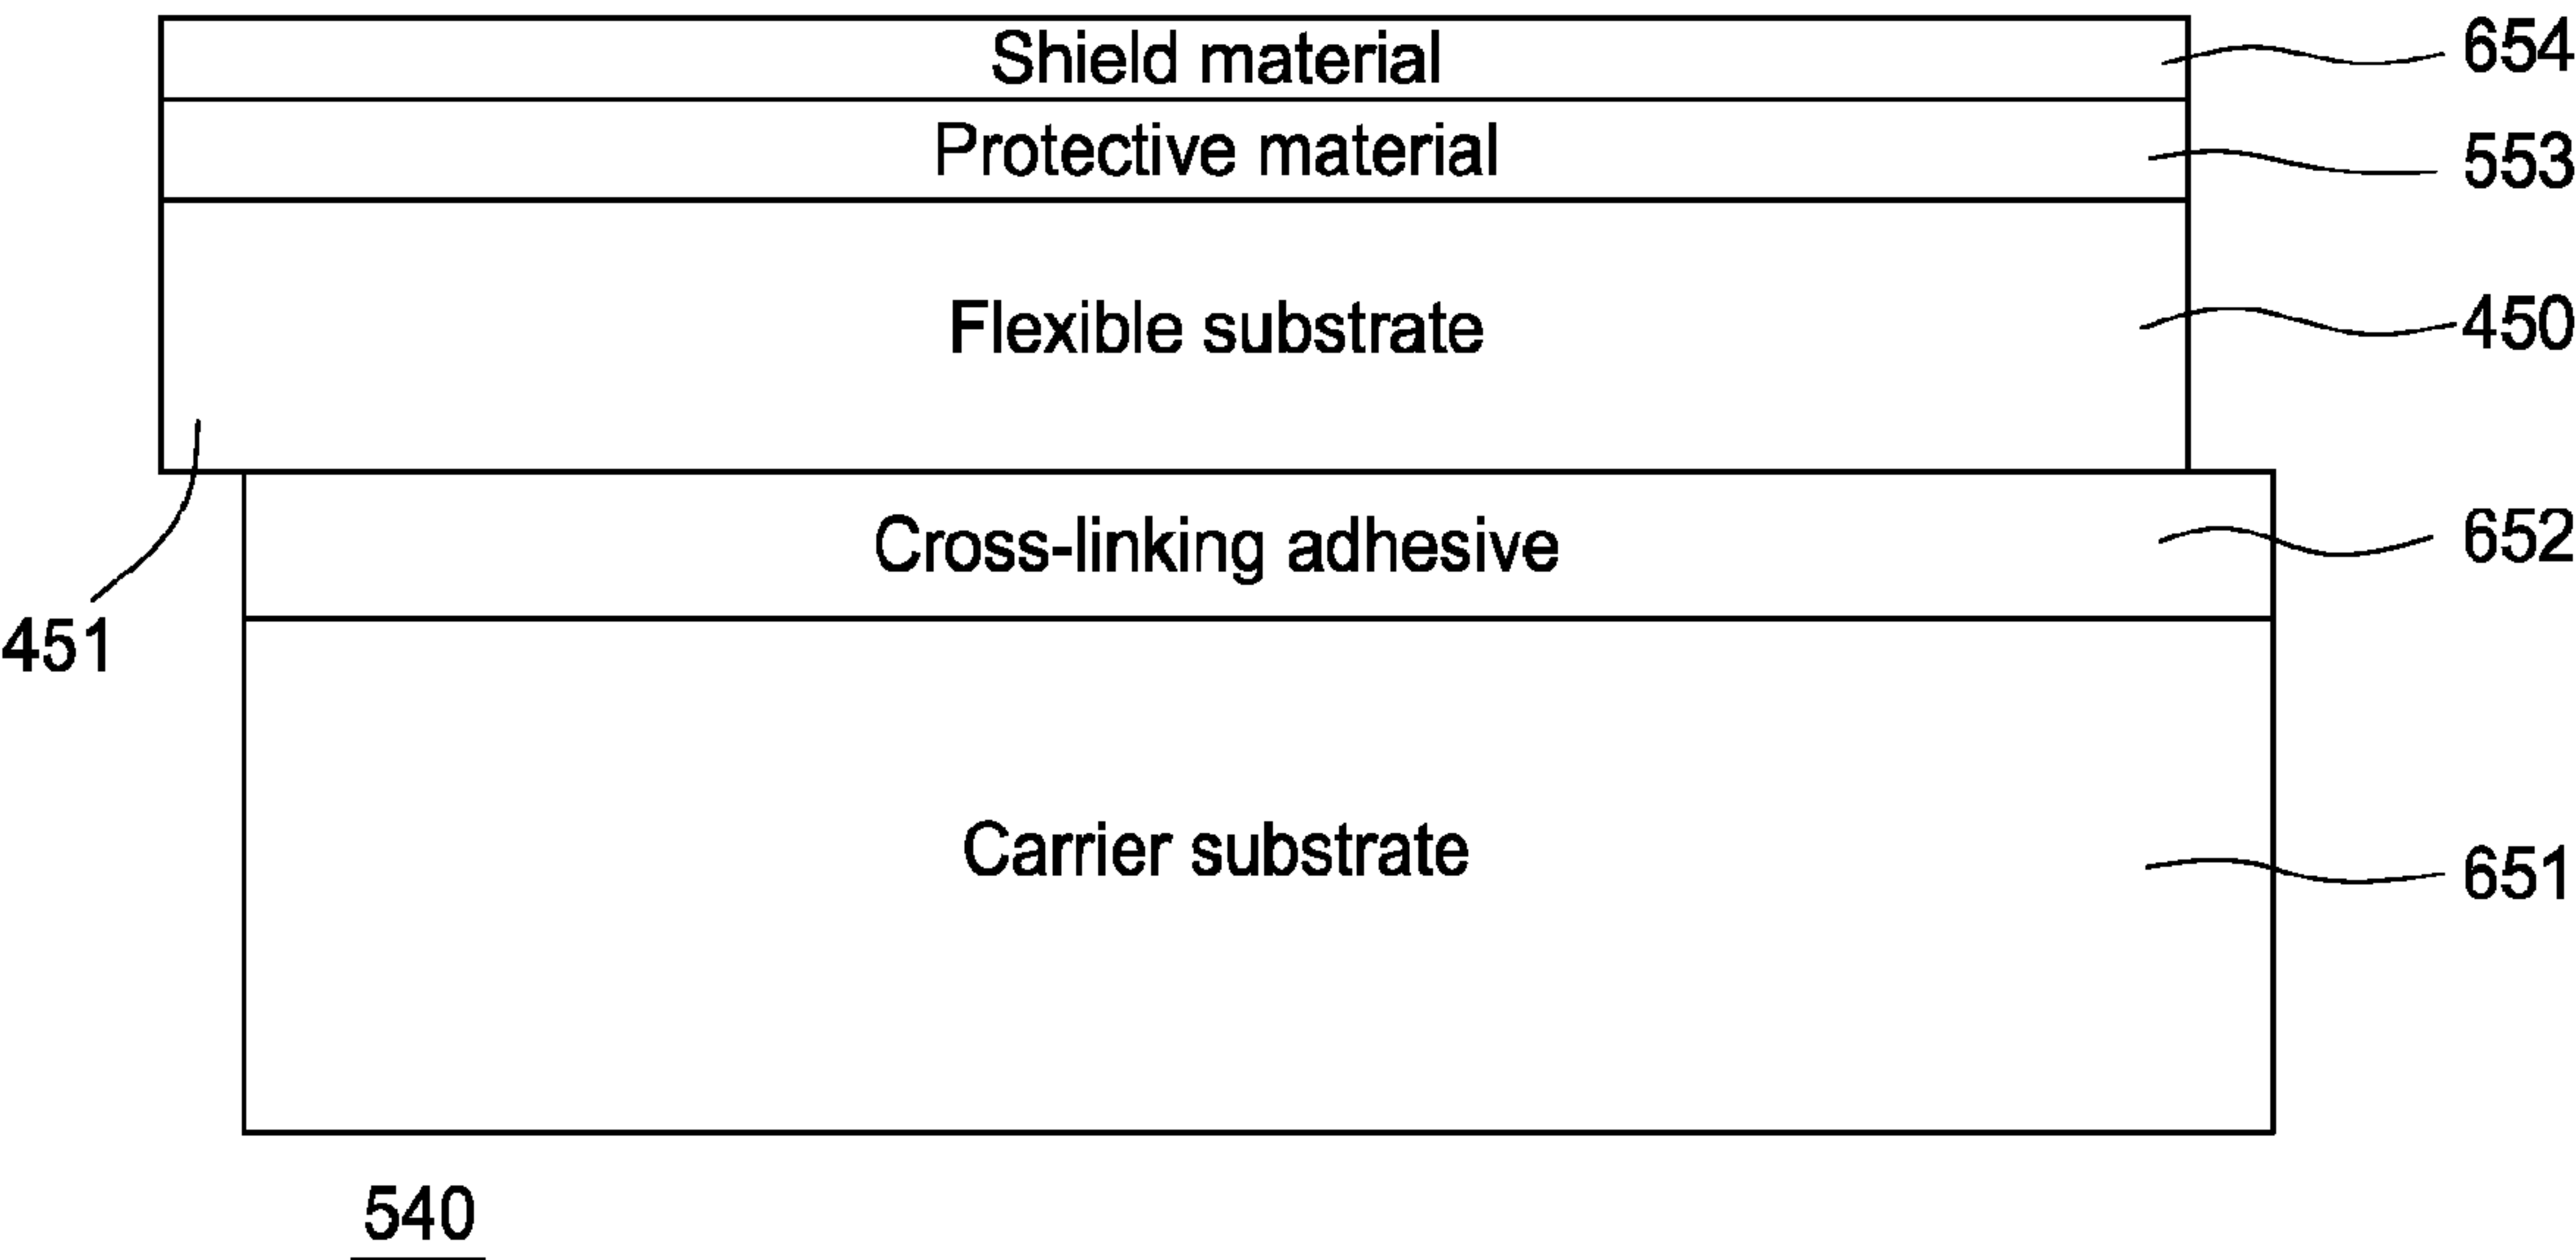 Shield material 654
Protective material 553
Flexible substrate 450
Cross-linking adhesive 652
451
Carrier substrate 651
540